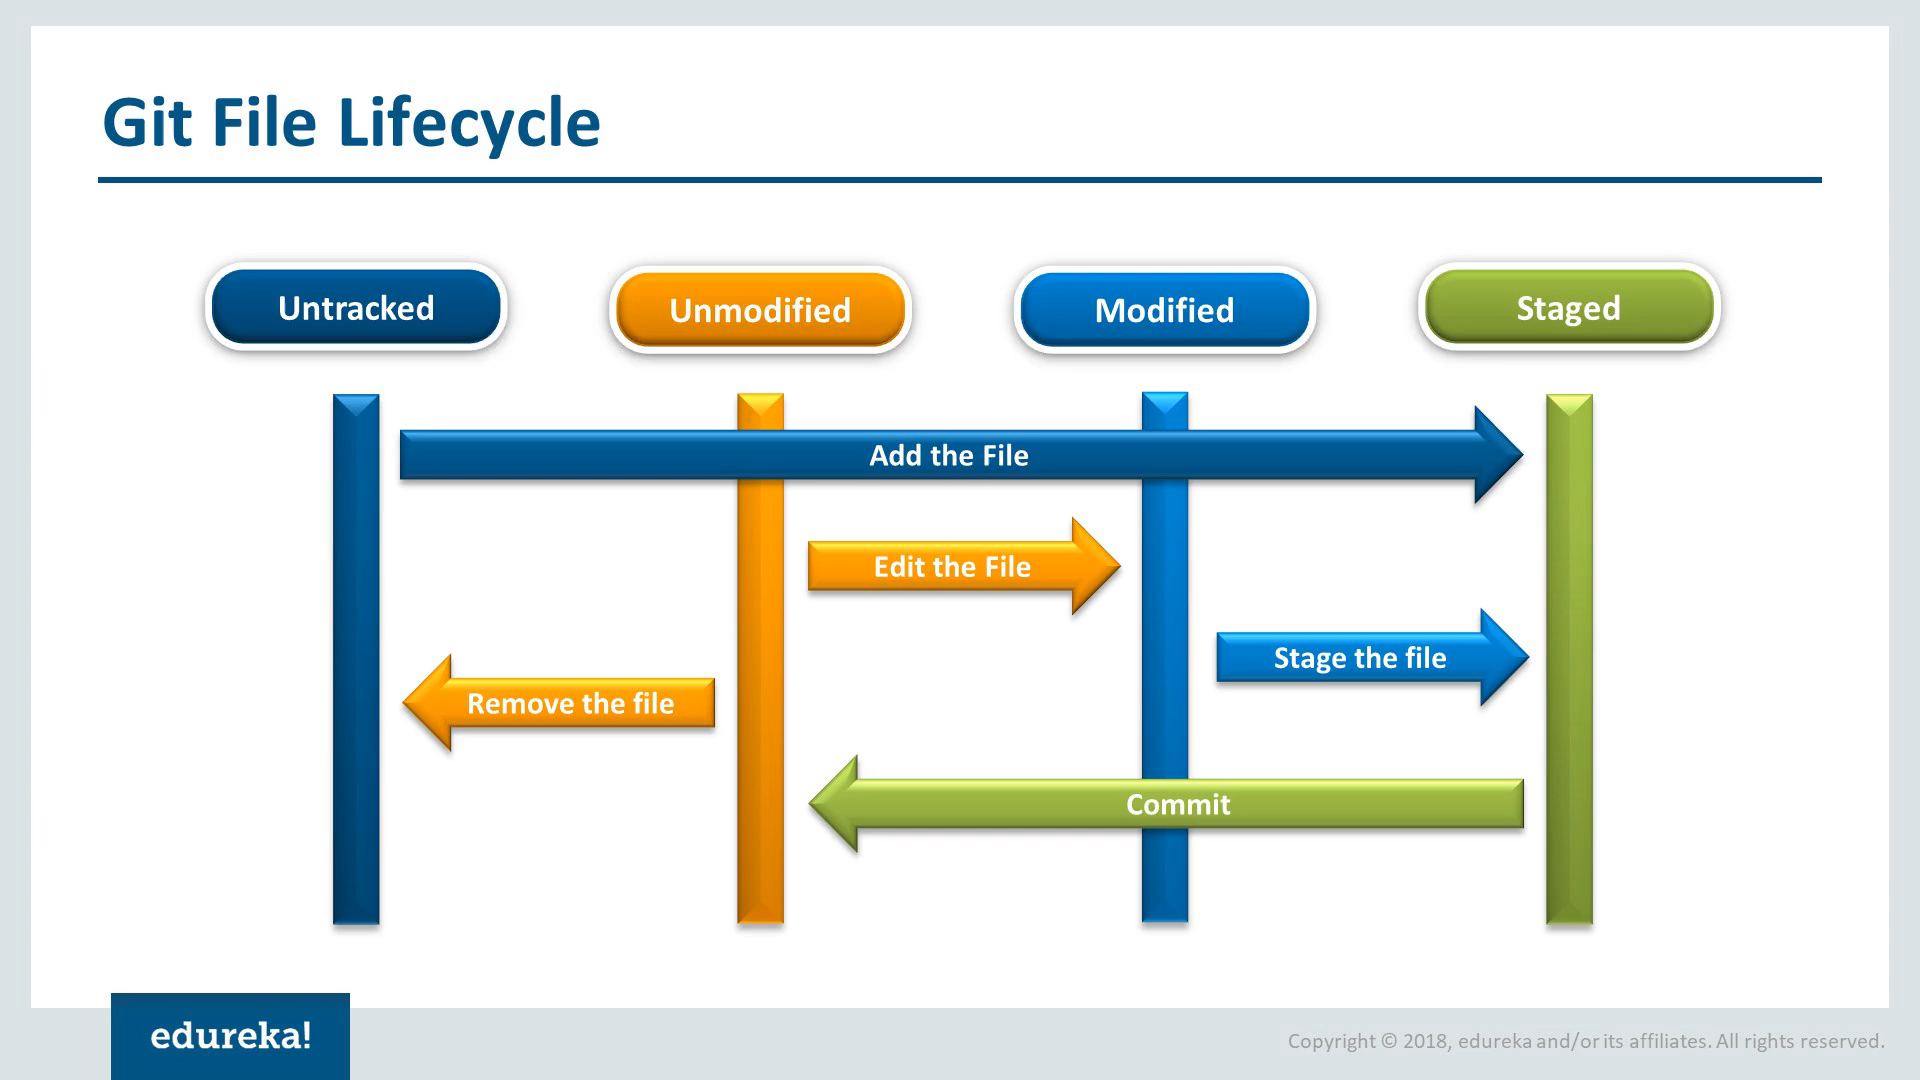 Git File Lifecycle
Untracked
Unmodified
Modified
Staged
Add the File
Edit the File
Stage the file
Remove the file
Commit
edureka!
Copyright © 2018, edureka and/or its affiliates. All rights reserved.